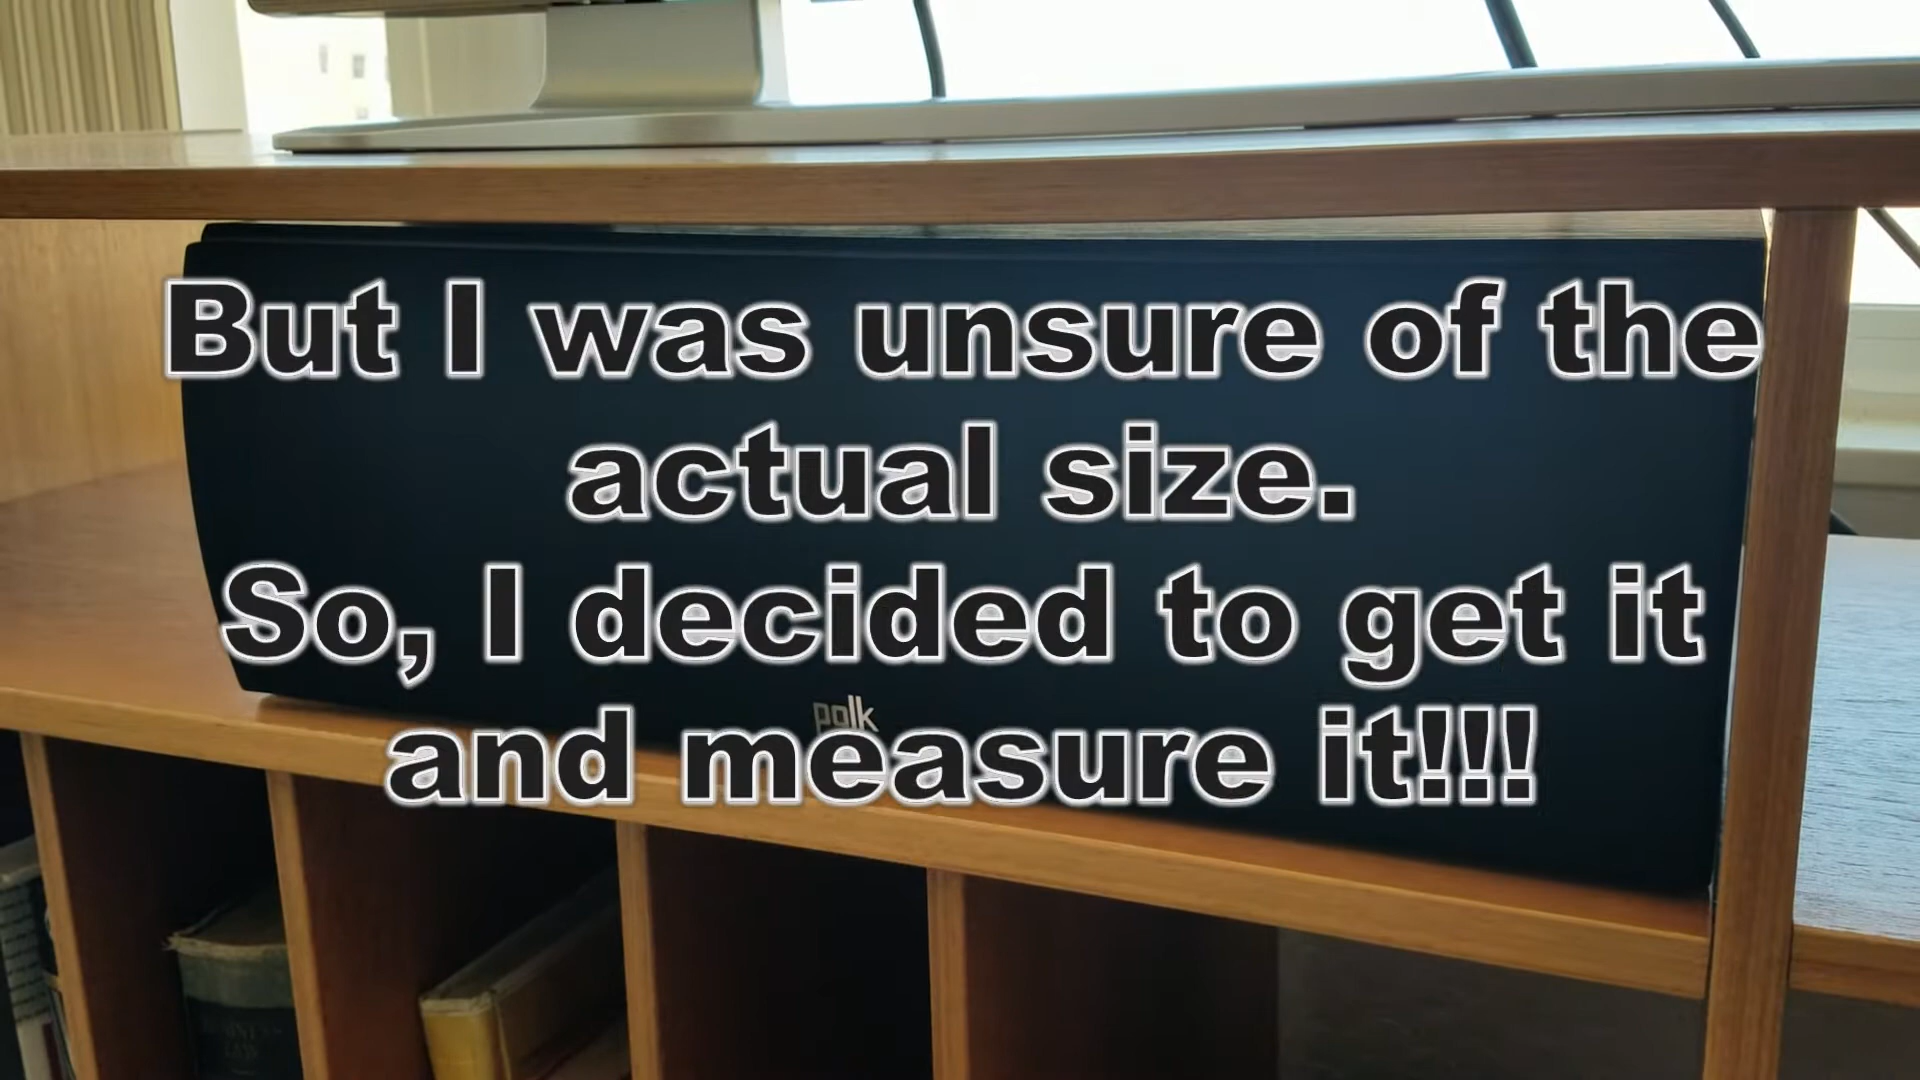 But I was unsure of the
actual size.
So, I decided to get it
polk
and measure it!!!